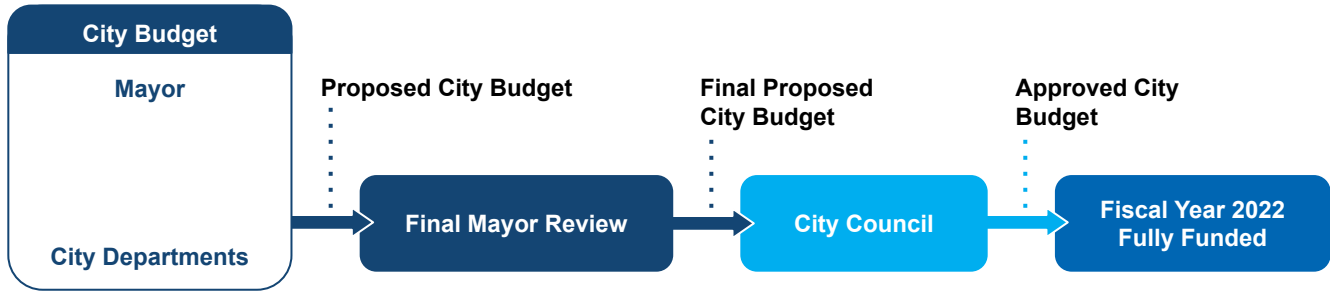 City Budget
Mayor
City Departments
Proposed City Budget
Final Mayor Review
Final Proposed
City Budget
City Council
Approved City
Budget
Fiscal Year 2022
Fully Funded